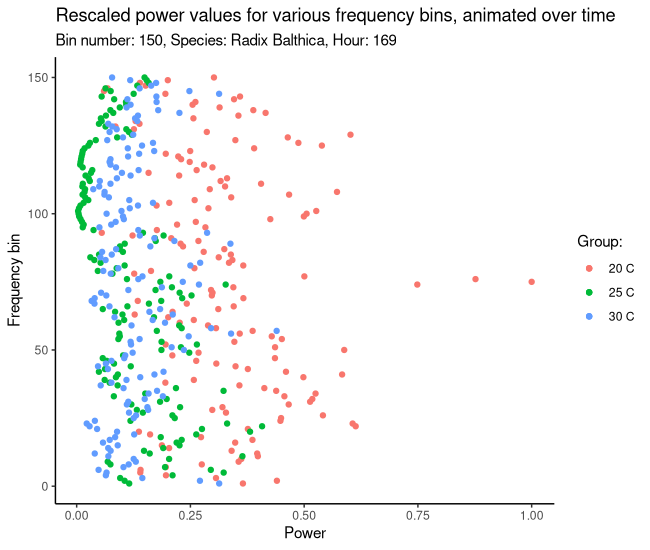 Rescaled power values for various frequency bins, animated over time
Bin number: 150, Species: Radix Balthica, Hour: 169
150
100
50
0
Frequency bin
0.00 0.25 0.50 0.75 1.00
Power
Group:
20 C
25 C
30 C